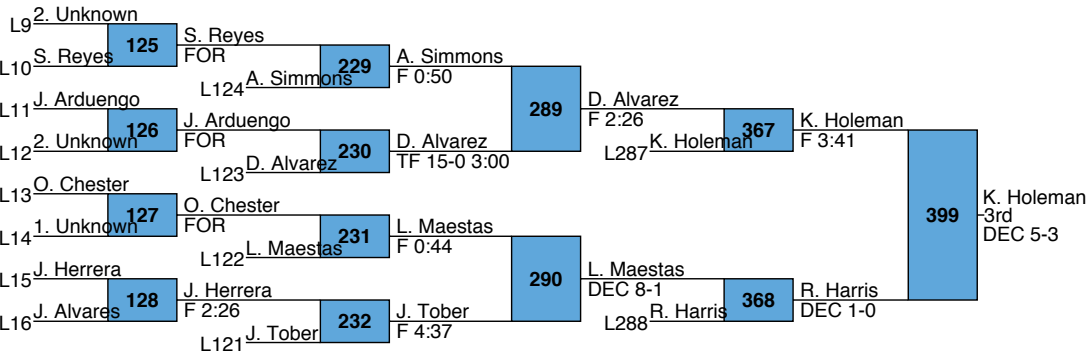 L9 2. Unknown
125
S. Reyes
FOR
L10 S. Reyes
229
A. Simmons
F 0:50
L124 A. Simmons
L11 J. Arduengo
126
J. Arduengo
FOR
L12 2. Unknown
230
D. Alvarez
TF 15-0 3:00
L123 D. Alvarez
289
D. Alvarez
F 2:26
367
K. Holeman
F 3:41
L287 K. Holeman
L13 O. Chester
127
O. Chester
FOR
L14 1. Unknown
231
L. Maestas
F 0:44
L122 L. Maestas
L15 J. Herrera
128
J. Herrera
F 2:26
L16 J. Alvares
232
J. Tober
F 4:37
L121 J. Tober
290
L. Maestas
DEC 8-1
368
R. Harris
DEC 1-0
L288 R. Harris
399
K. Holeman
3rd
DEC 5-3